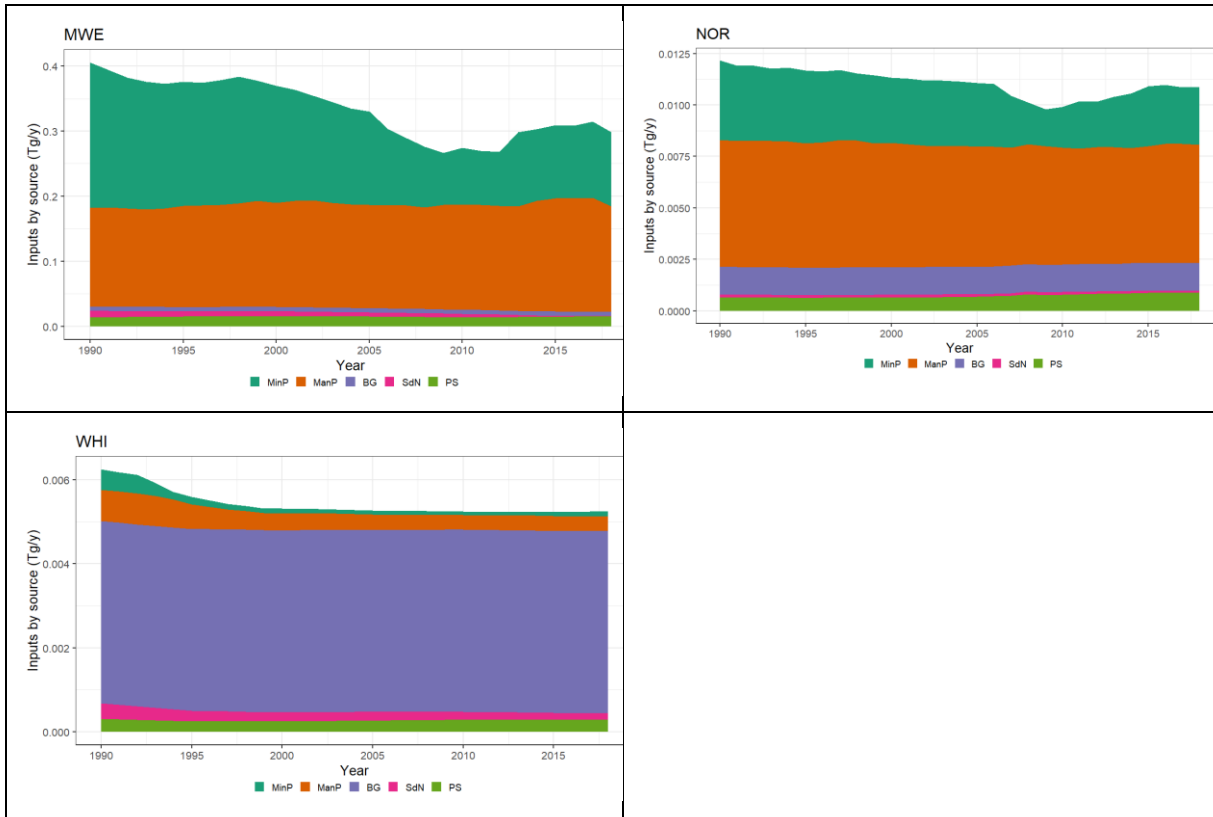 MWE
Inputs by source (Tg/y)
0.4
0.3
0.2
0.1
0.0
1990 1995 2000 2005 2010 2015
Year
MinP ManP BG SdN PS
NOR
Inputs by source (Tg/y)
0.0125
0.0100
0.0075
0.0050
0.0025
0.0000
1990 1995 2000 2005 2010 2015
Year
MinP ManP BG SdN PS
WHI
Inputs by source (Tg/y)
0.006
0.004
0.002
0.000
1990 1995 2000 2005 2010 2015
Year
MinP ManP BG SdN PS